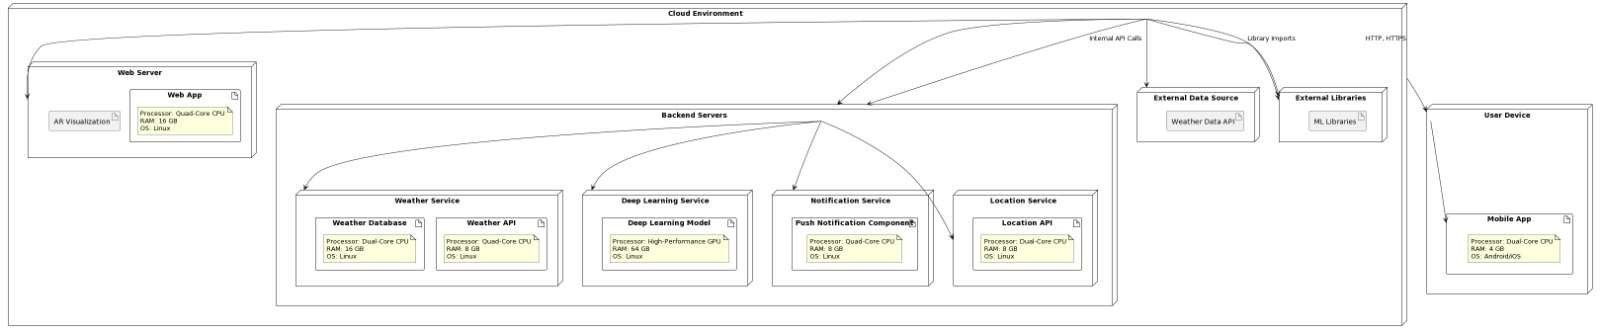 Cloud Environment
Internal API Calls
Library Imports
HTTP, HTTPS
Web Server
Web App
Processor: Quad-Core CPU
RAM: 16 GB
OS: Linux
AR Visualization
External Data Source
Weather Data API
External Libraries
ML Libraries
Backend Servers
User Device
Weather Service
Weather Database
Processor: Dual-Core CPU
RAM: 16 GB
OS: Linux
Weather API
Processor: Quad-Core CPU
RAM: 8 GB
OS: Linux
Deep Learning Service
Deep Learning Model
Processor: High-Performance GPU
RAM: 64 GB
OS: Linux
Notification Service
Push Notification Component
Processor: Quad-Core CPU
RAM: 8 GB
OS: Linux
Location Service
Location API
Processor: Dual-Core CPU
RAM: 8 GB
OS: Linux
Mobile App
Processor: Dual-Core CPU
RAM: 4 GB
OS: Android/iOS